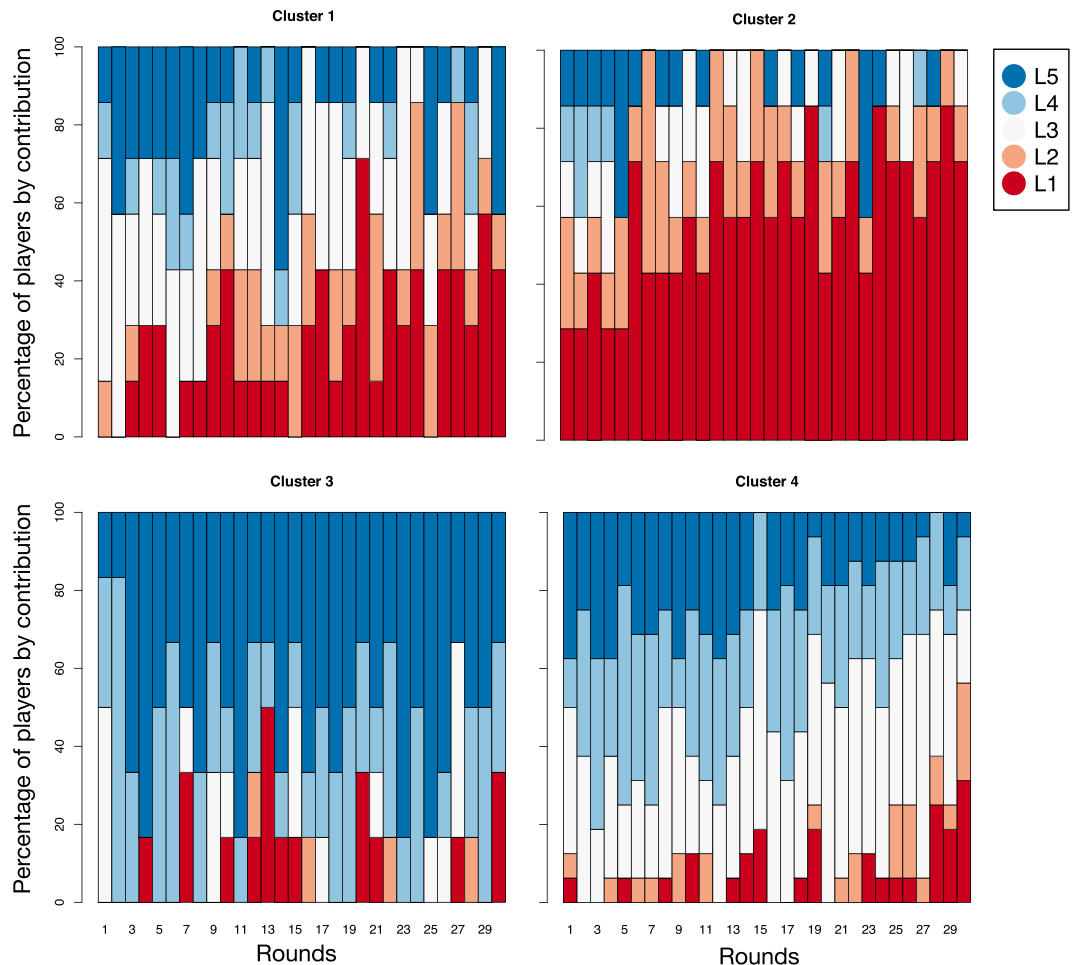 Cluster 1
Cluster 2
Percentage of players by contribution
0 20 40 60 80 100
L5
L4
L3
L2
L1
Cluster 3
Cluster 4
Percentage of players by contribution
0 20 40 60 80 100
1 3 5 7 9 11 13 15 17 19 21 23 25 27 29
1 3 5 7 9 11 13 15 17 19 21 23 25 27 29
Rounds
Rounds